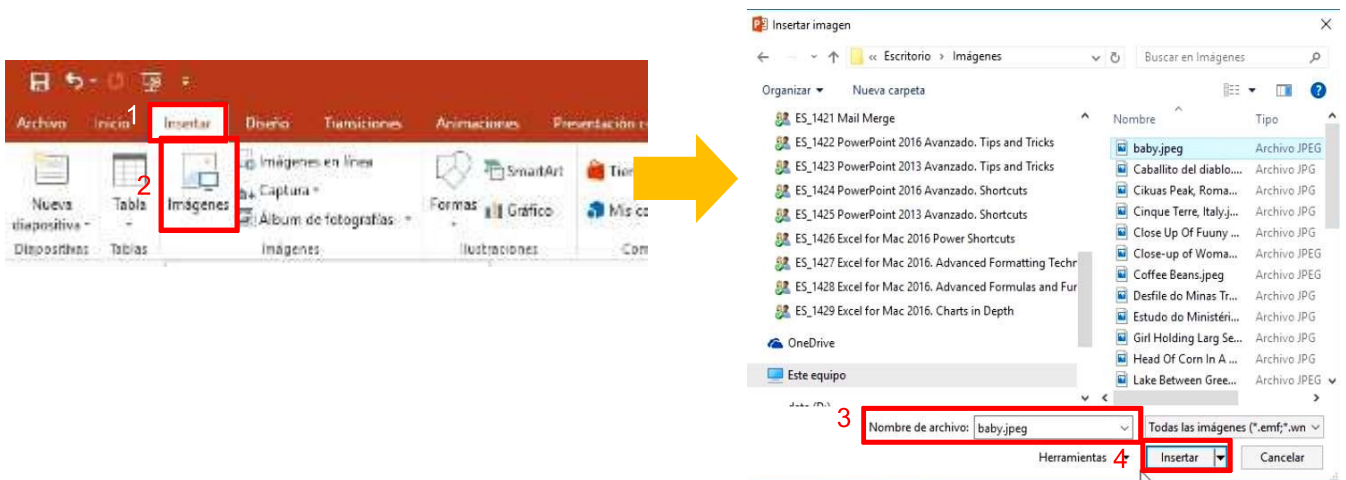 Archivo Inicio 1 Insertar Diseño Transiciones Animaciones
2
Nueva diapositiva
Tabla
Imágenes
Imágenes en línea
Captura
Álbum de fotografías
Formas
SmartArt
Gráfico
Mis
Diapositivas Tablas Imágenes Ilustraciones
Insertar imagen
« Escritorio > Imágenes
Buscar en Imágenes
Organizar Nueva carpeta
ES_1421 Mail Merge
ES_1422 PowerPoint 2016 Avanzado. Tips and Tricks
ES_1423 PowerPoint 2013 Avanzado. Tips and Tricks
ES_1424 PowerPoint 2016 Avanzado. Shortcuts
ES_1425 PowerPoint 2013 Avanzado. Shortcuts
ES_1426 Excel for Mac 2016 Power Shortcuts
ES_1427 Excel for Mac 2016. Advanced Formatting Techr
ES_1428 Excel for Mac 2016. Advanced Formulas and Fur
ES_1429 Excel for Mac 2016. Charts in Depth
OneDrive
Este equipo
Nombre Tipo
baby.jpeg Archivo JPEG
Caballito del diablo.... Archivo JPG
Cikuas Peak, Roma... Archivo JPG
Cinque Terre, Italy.j... Archivo JPG
Close Up Of Fuuny ... Archivo JPG
Close-up of Woma... Archivo JPG
Coffee Beans.jpeg Archivo JPEG
Desfile do Minas Tr... Archivo JPG
Estudo do Ministéri... Archivo JPG
Girl Holding Larg Se... Archivo JPG
Head Of Corn In A ... Archivo JPG
Lake Between Gree... Archivo JPEG
3 Nombre de archivo: baby.jpeg Todas las imágenes (*.emf;*.wn
Herramientas 4 Insertar Cancelar